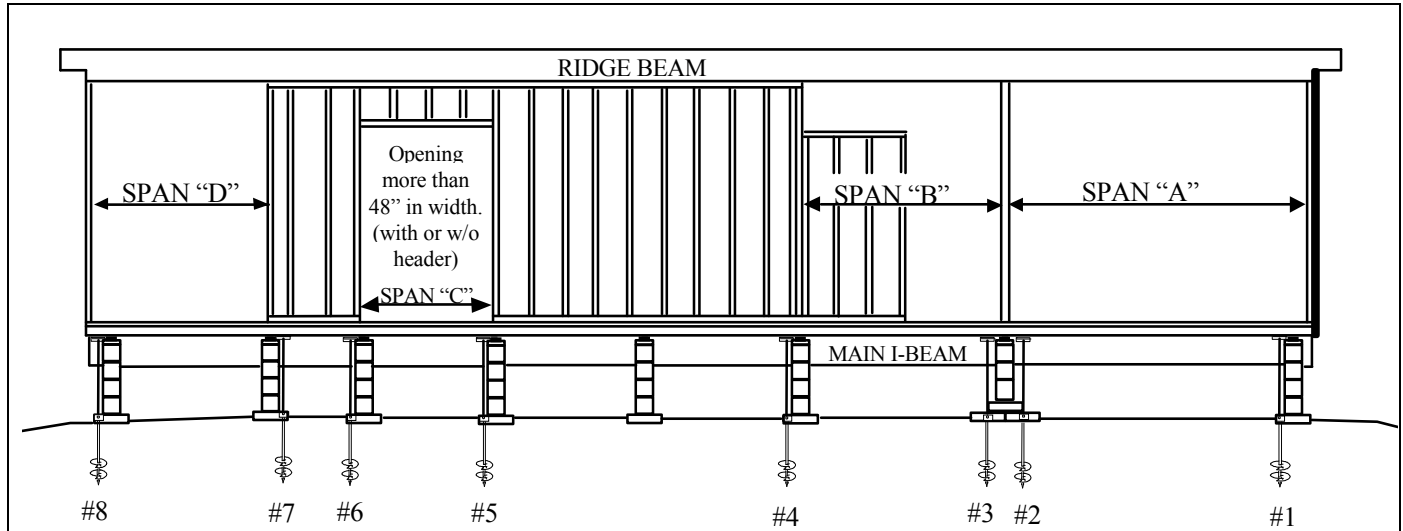 RIDGE BEAM
Opening
more than
48” in width.
(with or w/o
header)
SPAN “D”
SPAN “C”
SPAN “B”
SPAN “A”
MAIN I-BEAM
#8
#7
#6
#5
#4
#3
#2
#1